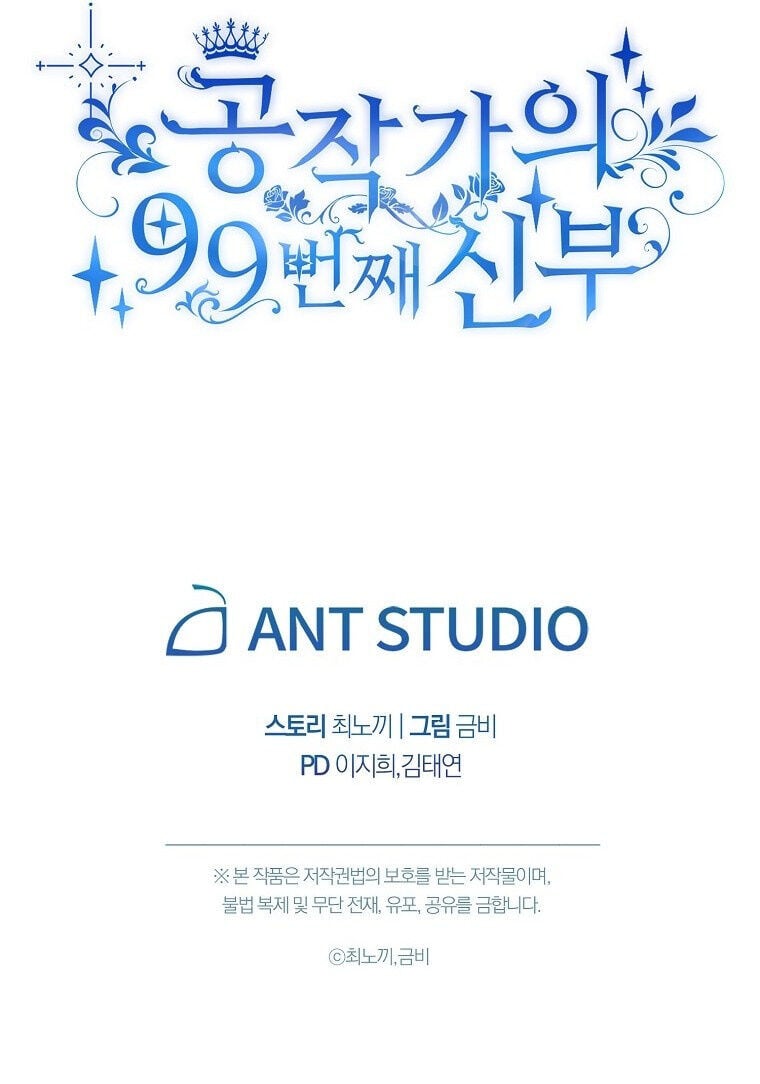 공작가의
99번째 신부
ANT STUDIO
스토리 최노끼 | 그림 금비
PD 이지희,김태연
※ 본 작품은 저작권법의 보호를 받는 저작물이며,
불법 복제 및 무단 전재, 유포, 공유를 금합니다.
ⓒ최노끼,금비